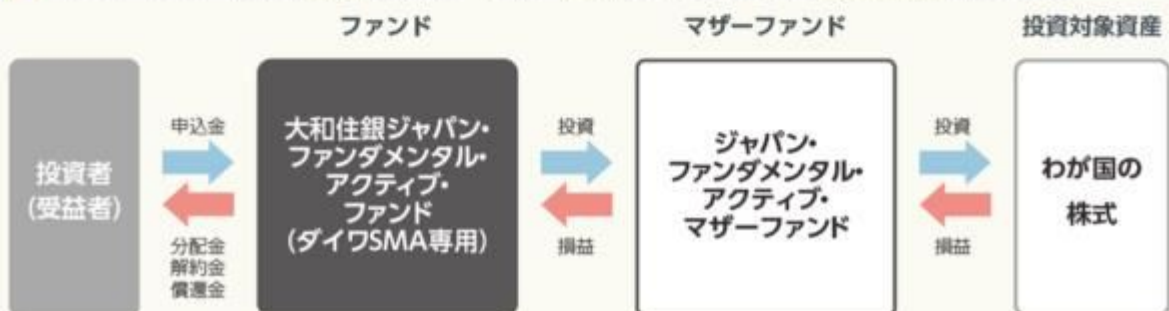 ファンド
マザーファンド
投資対象資産
投資者
(受益者)
申込金
分配金
解約金
償還金
大和住銀ジャパン・
ファンダメンタル・
アクティブ・
ファンド
(ダイワSMA専用)
投資
損益
ジャパン・
ファンダメンタル・
アクティブ・
マザーファンド
投資
損益
わが国の
株式